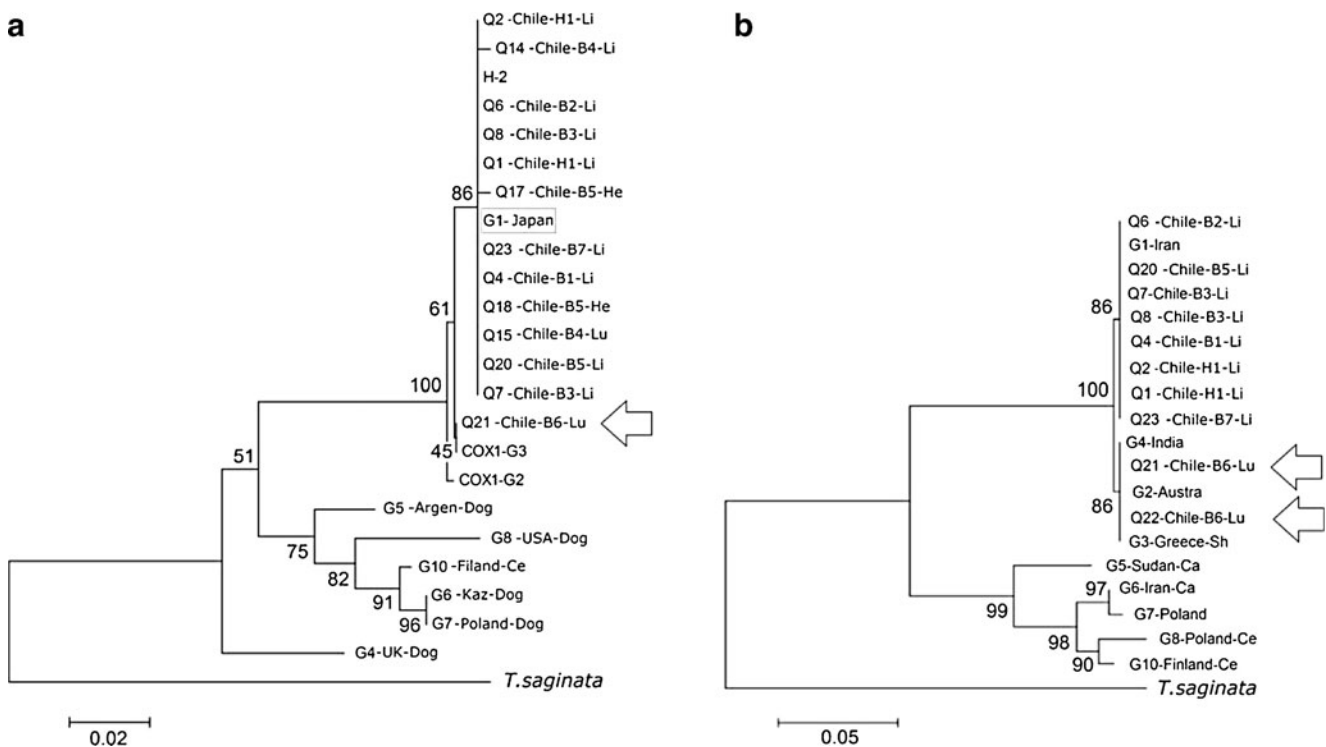 a
Q2 -Chile-H1-Li
Q14 -Chile-B4-Li
H-2
Q6 -Chile-B2-Li
Q8 -Chile-B3-Li
Q1 -Chile-H1-Li
86
Q17 -Chile-B5-He
G1- Japan
Q23 -Chile-B7-Li
Q4 -Chile-B1-Li
61
Q18 -Chile-B5-He
Q15 -Chile-B4-Lu
Q20 -Chile-B5-Li
100
Q7 -Chile-B3-Li
Q21 -Chile-B6-Lu
45
COX1-G3
51
COX1-G2
G5 -Argen-Dog
75
G8 -USA-Dog
82
G10 -Filand-Ce
91
G6 -Kaz-Dog
96
G7 -Poland-Dog
G4 -UK-Dog
T.saginata
0.02
b
Q6 -Chile-B2-Li
G1-Iran
Q20 -Chile-B5-Li
Q7-Chile-B3-Li
86
Q8 -Chile-B3-Li
Q4 -Chile-B1-Li
Q2 -Chile-H1-Li
100
Q1 -Chile-H1-Li
Q23 -Chile-B7-Li
G4-India
Q21 -Chile-B6-Lu
G2-Austra
86
Q22-Chile-B6-Lu
G3-Greece-Sh
G5-Sudan-Ca
97
G6-Iran-Ca
99
G7-Poland
98
G8-Poland-Ce
90
G10-Finland-Ce
T.saginata
0.05